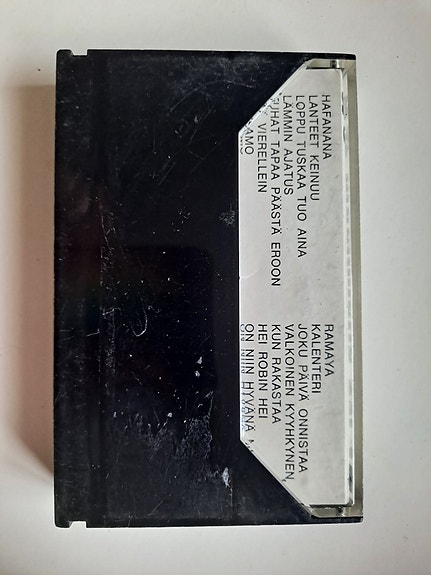 HAFANANA
LANTEET KEINUU
LOPPU TUSKAA TUO AINA
LÄMMIN AJATUS
TUHAT TAPAA PÄÄSTÄ EROON
VIERELLEIN
RAMAYA
KALENTERI
JOKU PÄIVÄ ONNISTAA
VALKOINEN KYYHKYNEN
KUN RAKASTAA
HEI ROBIN HEI
ON NIIN HYVÄNÄ